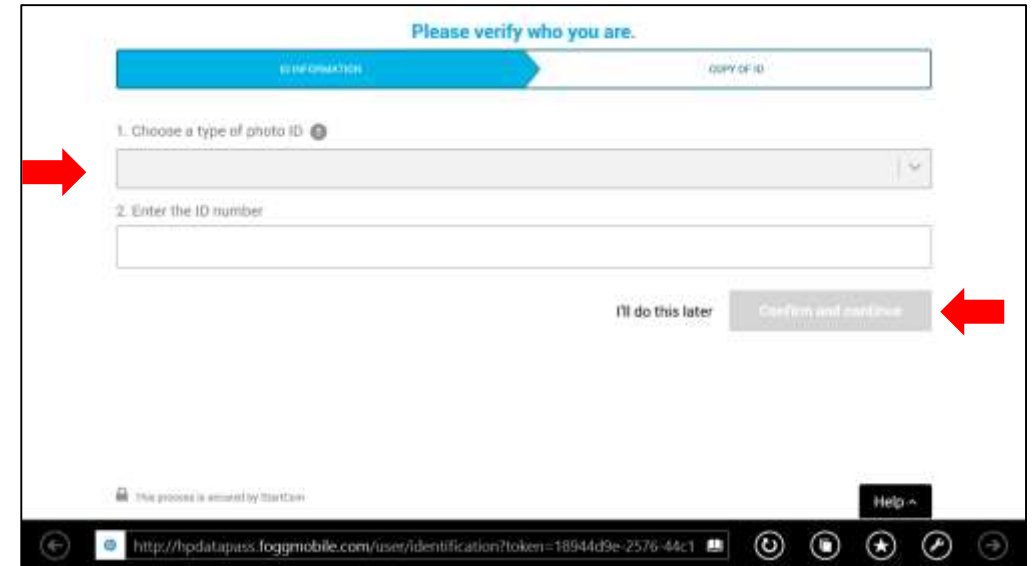 Please verify who you are.
ID INFORMATION
COPY OF ID
1. Choose a type of photo ID ?
2. Enter the ID number
I'll do this later
Confirm and continue
This process is secured by StartCom
Help
http://hpdatapass.foggmobile.com/user/identification?token=18944d9e-2576-44c1